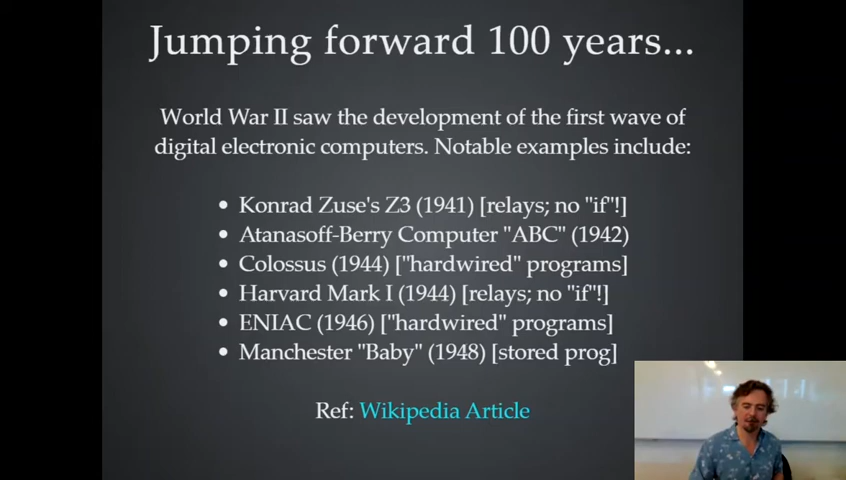 Jumping forward 100 years...
World War II saw the development of the first wave of
digital electronic computers. Notable examples include:
• Konrad Zuse's Z3 (1941) [relays; no "if"!]
• Atanasoff-Berry Computer "ABC" (1942)
• Colossus (1944) ["hardwired" programs]
• Harvard Mark I (1944) [relays; no "if"!]
• ENIAC (1946) ["hardwired" programs]
• Manchester "Baby" (1948) [stored prog]
Ref: Wikipedia Article